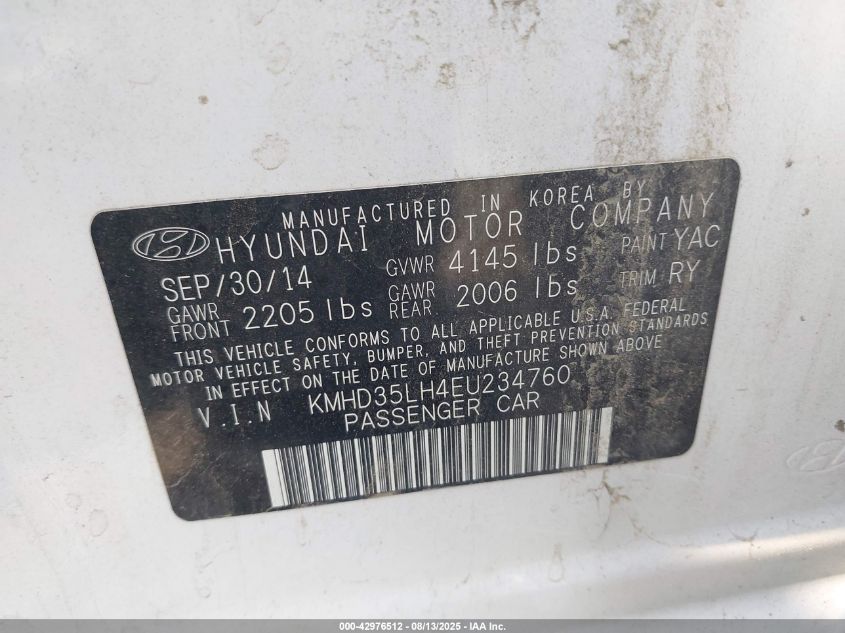 MANUFACTURED IN KOREA BY
HYUNDAI MOTOR COMPANY
SEP/30/14 GVWR 4145 lbs PAINT YAC
GAWR FRONT 2205 lbs GAWR REAR 2006 lbs TRIM RY
THIS VEHICLE CONFORMS TO ALL APPLICABLE U.S.A. FEDERAL
MOTOR VEHICLE SAFETY, BUMPER, AND THEFT PREVENTION STANDARDS
IN EFFECT ON THE DATE OF MANUFACTURE SHOWN ABOVE
V.I.N KMHD35LH4EU234760
PASSENGER CAR
000-42976512 - 08/13/2025 - IAA Inc.